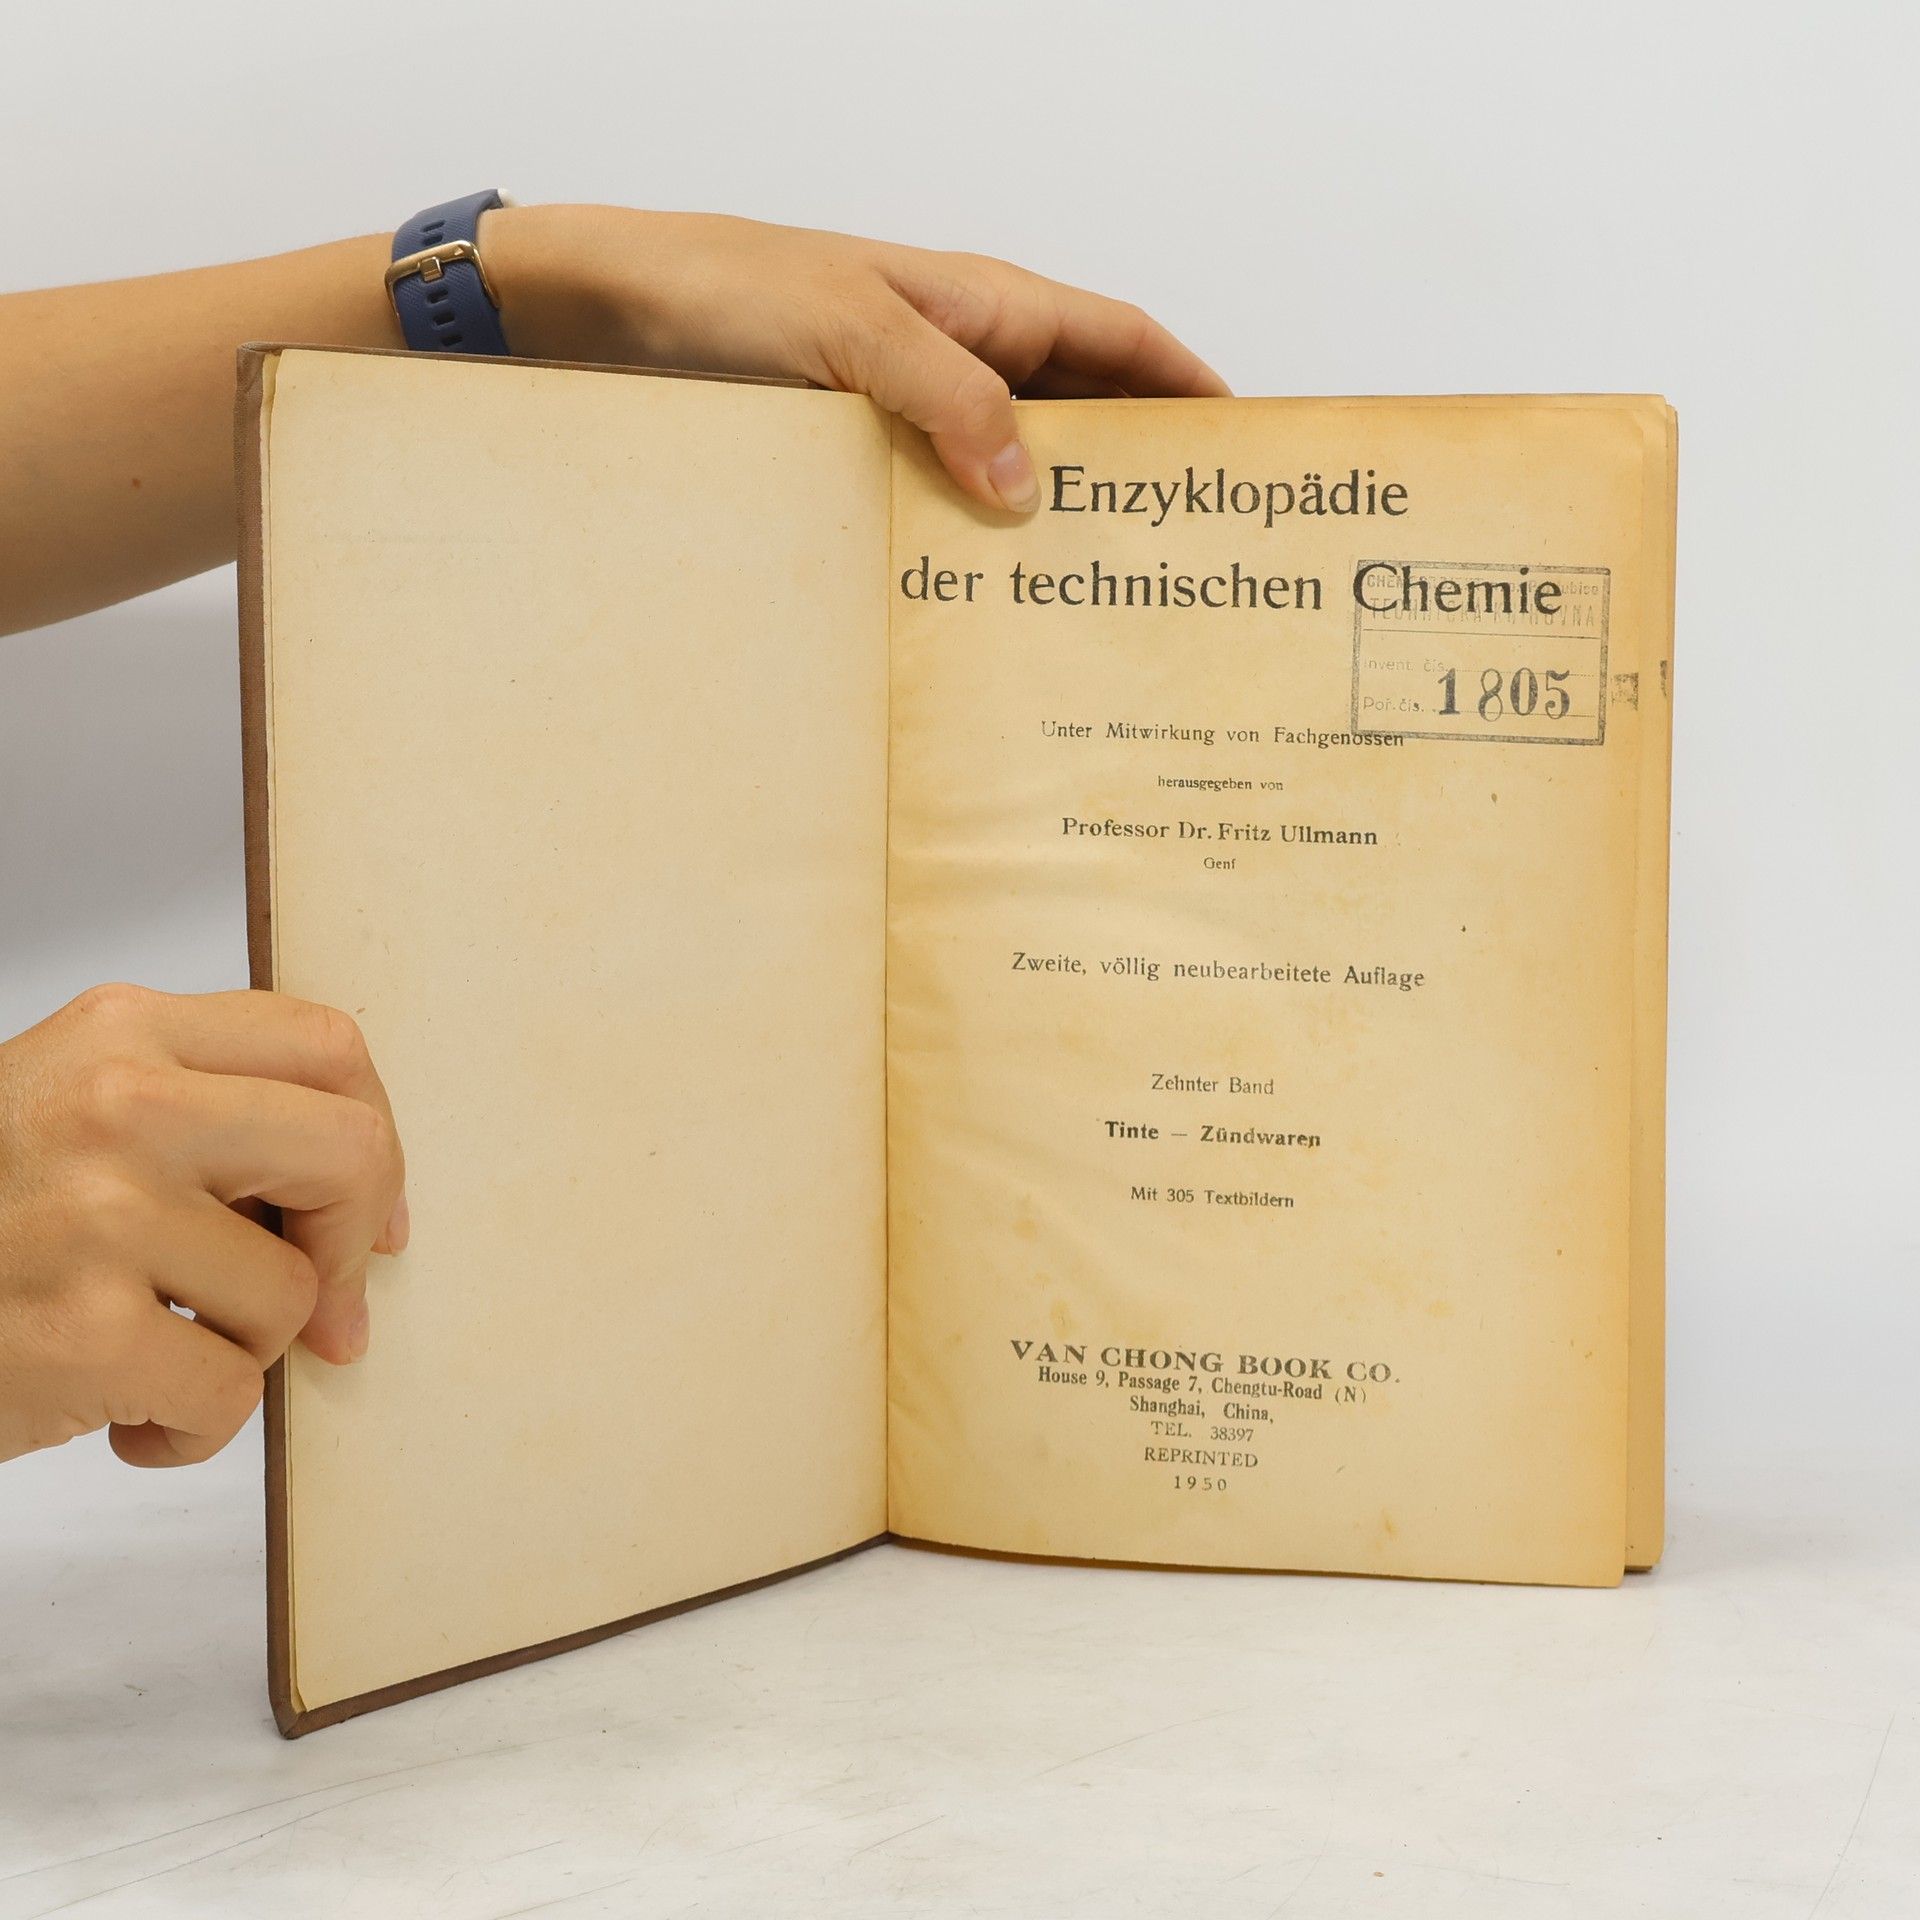 Enzyklopädie
der technischen Chemie
TECHNICKÁ KNIHOVNA
Invent. čís.
Poř. čís. 1805
Unter Mitwirkung von Fachgenossen
herausgegeben von
Professor Dr. Fritz Ullmann
Genf
Zweite, völlig neubearbeitete Auflage
Zehnter Band
Tinte — Zündwaren
Mit 305 Textbildern
VAN CHONG BOOK CO.
House 9, Passage 7, Chengtu-Road (N)
Shanghai, China,
TEL. 38397
REPRINTED
1950